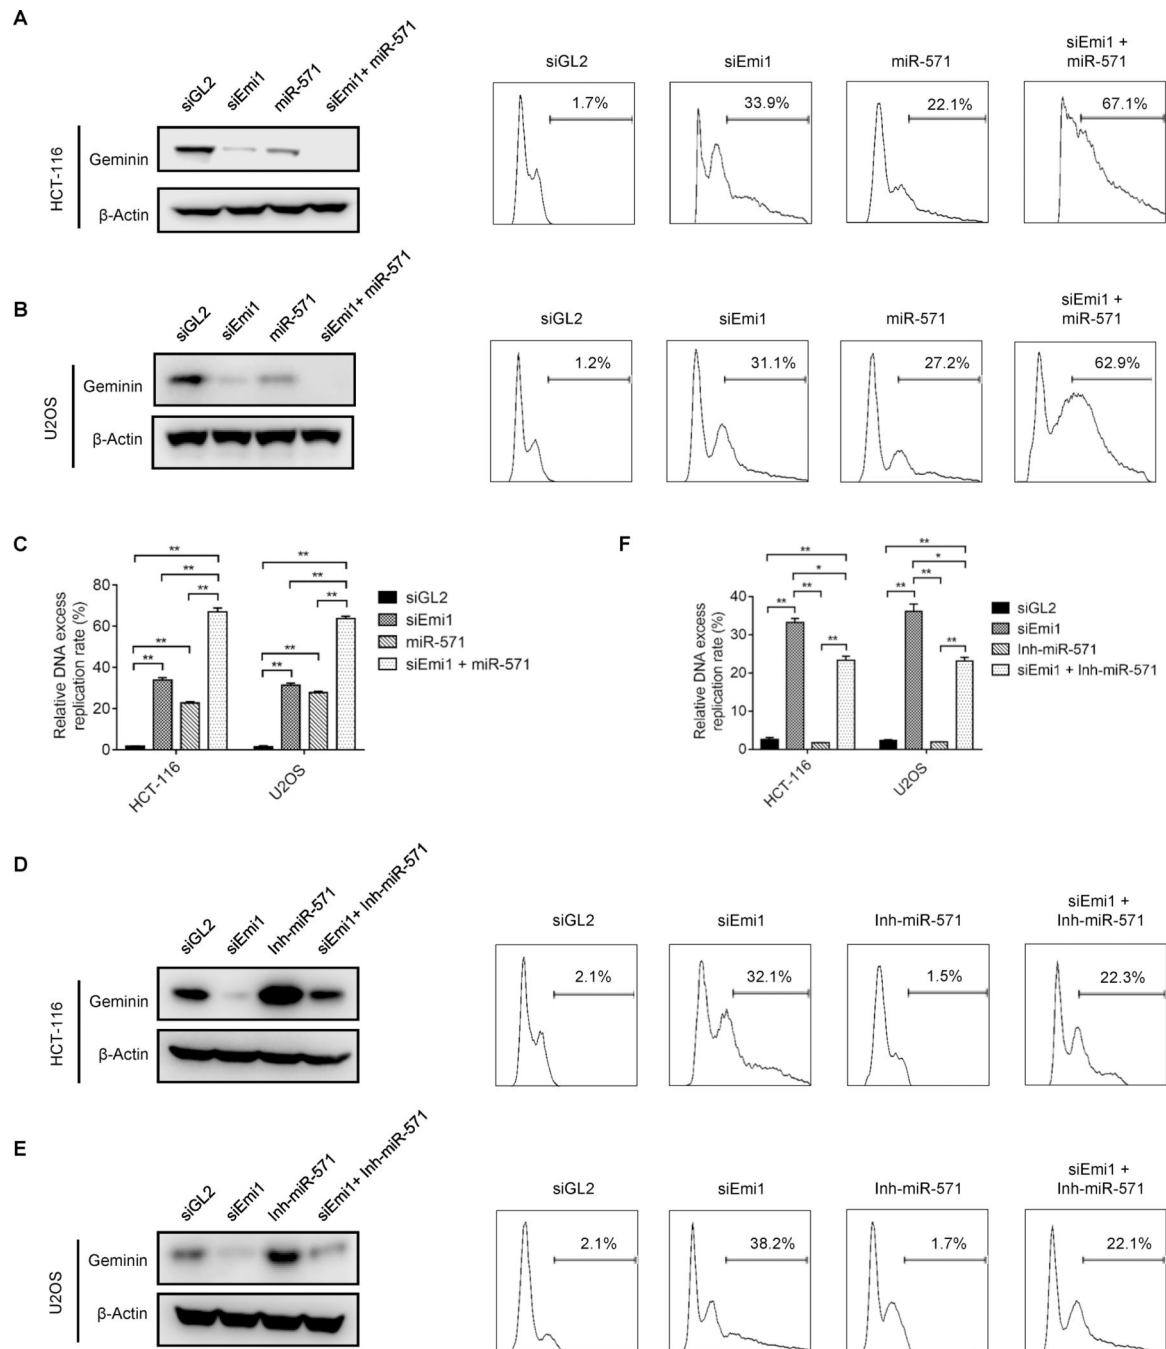 A
siGL2
siEmi1
miR-571
siEmi1+ miR-571
HCT-116
Geminin
β-Actin
siGL2
siEmi1
miR-571
siEmi1 +
miR-571
1.7%
33.9%
22.1%
67.1%
B
siGL2
siEmi1
miR-571
siEmi1+ miR-571
U2OS
Geminin
β-Actin
siGL2
siEmi1
miR-571
siEmi1 +
miR-571
1.2%
31.1%
27.2%
62.9%
C
Relative DNA excess
replication rate (%)
80
60
40
20
0
**
**
**
**
**
**
**
**
**
**
HCT-116
U2OS
siGL2
siEmi1
miR-571
siEmi1 + miR-571
F
Relative DNA excess
replication rate (%)
40
30
20
10
0
**
*
**
**
**
**
*
**
**
**
HCT-116
U2OS
siGL2
siEmi1
Inh-miR-571
siEmi1 + Inh-miR-571
D
siGL2
siEmi1
Inh-miR-571
siEmi1+ Inh-miR-571
HCT-116
Geminin
β-Actin
siGL2
siEmi1
Inh-miR-571
siEmi1 +
Inh-miR-571
2.1%
32.1%
1.5%
22.3%
E
siGL2
siEmi1
Inh-miR-571
siEmi1+ Inh-miR-571
U2OS
Geminin
β-Actin
siGL2
siEmi1
Inh-miR-571
siEmi1 +
Inh-miR-571
2.1%
38.2%
1.7%
22.1%